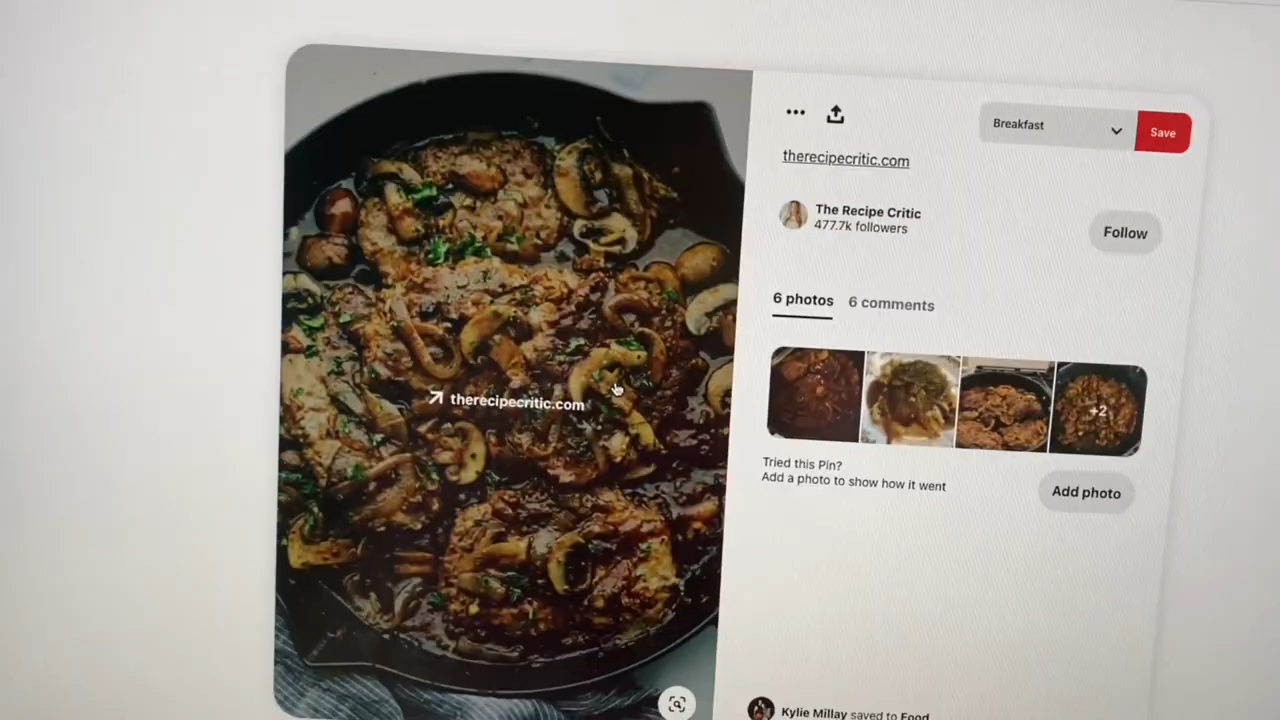 Breakfast
Save
therecipecritic.com
The Recipe Critic
477.7k followers
Follow
6 photos
6 comments
therecipecritic.com
+2
Tried this Pin?
Add a photo to show how it went
Add photo
Kylie Millay saved to Food